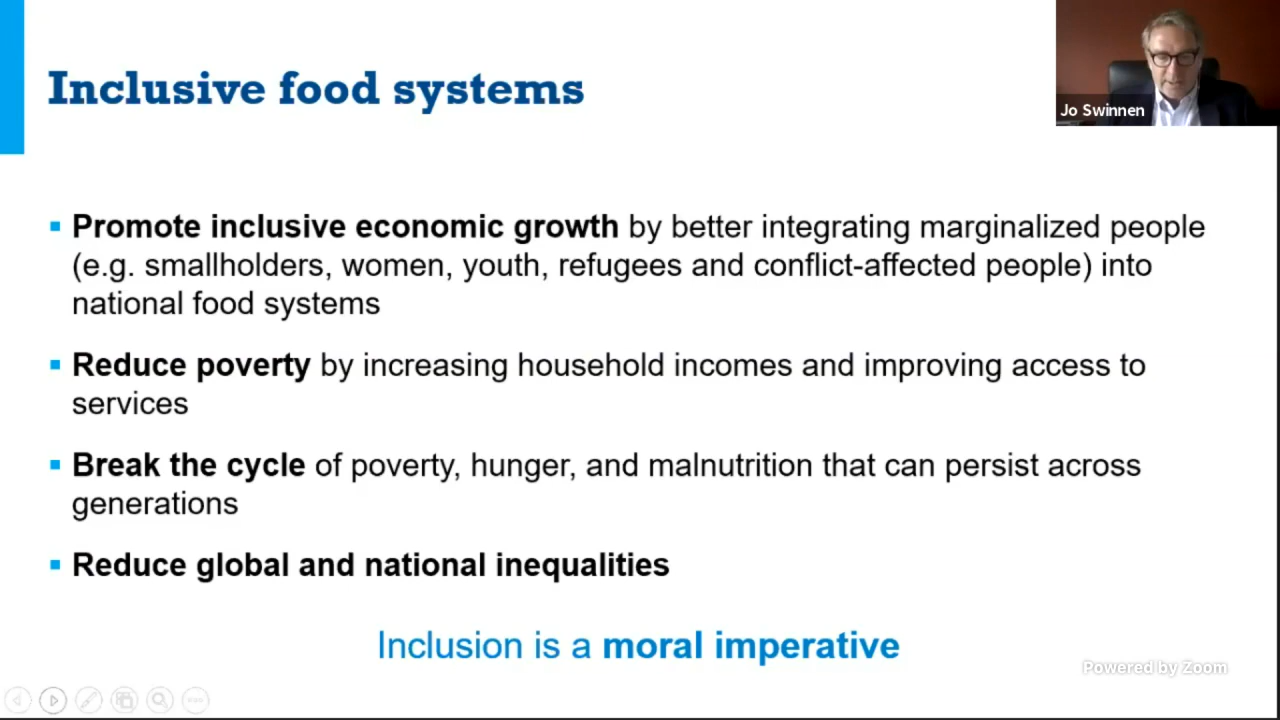 Inclusive food systems
Jo Swinnen
Promote inclusive economic growth by better integrating marginalized people
(e.g. smallholders, women, youth, refugees and conflict-affected people) into
national food systems
Reduce poverty by increasing household incomes and improving access to
services
Break the cycle of poverty, hunger, and malnutrition that can persist across
generations
Reduce global and national inequalities
Inclusion is a moral imperative
Powered by Zoom